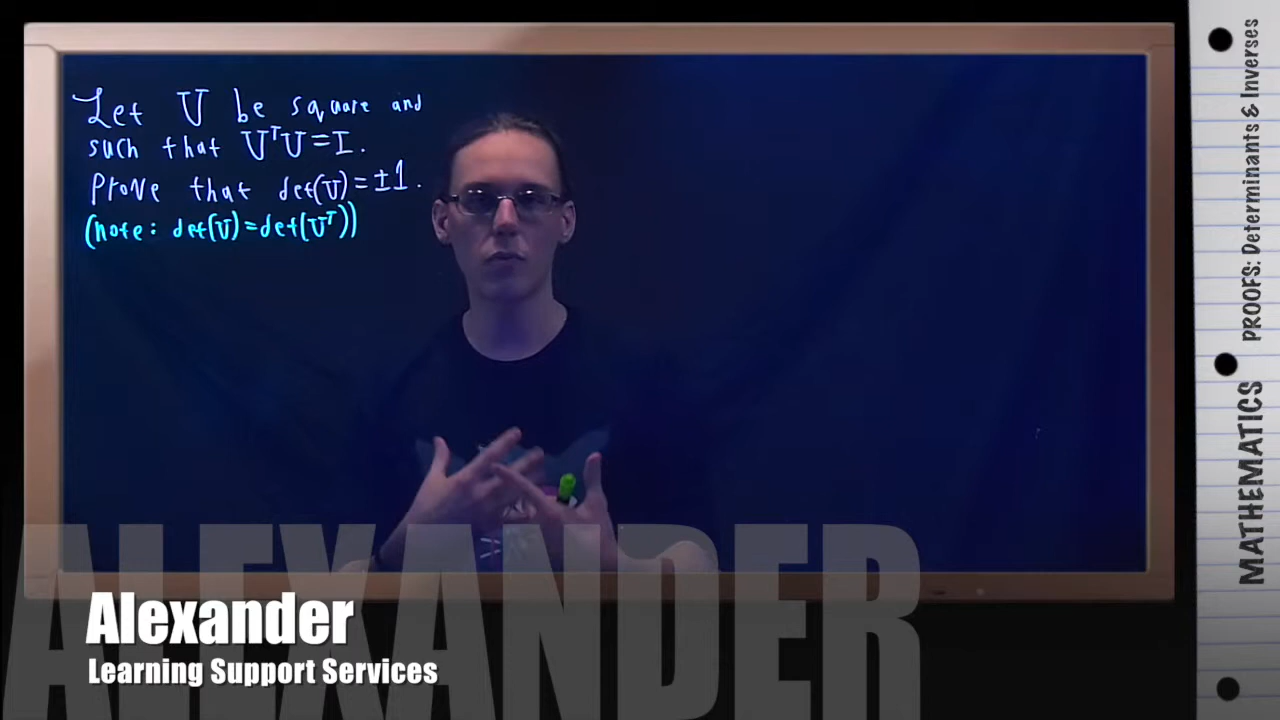 Let U be square and
such that UᵀU=I.
Prove that det(U)=±1.
(note: det(U)=det(Uᵀ))
ALEXANDER
Alexander
Learning Support Services
MATHEMATICS PROOFS: Determinants & Inverses